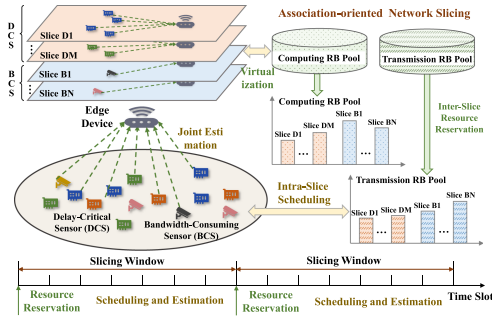 DCS
Slice D1
Slice DM
BCS
Slice B1
Slice BN
Association-oriented Network Slicing
Virtual
ization
Computing RB Pool
Transmission RB Pool
Computing RB Pool
Slice D1
Slice DM
Slice B1
Slice BN
...
...
Inter-Slice
Resource
Reservation
Edge
Device
Joint Esti
mation
Intra-Slice
Scheduling
Transmission RB Pool
Slice D1
Slice DM
Slice B1
Slice BN
...
...
Delay-Critical
Sensor (DCS)
Bandwidth-Consuming
Sensor (BCS)
Slicing Window
Slicing Window
Resource
Reservation
Scheduling and Estimation
Resource
Reservation
Scheduling and Estimation
Time Slot